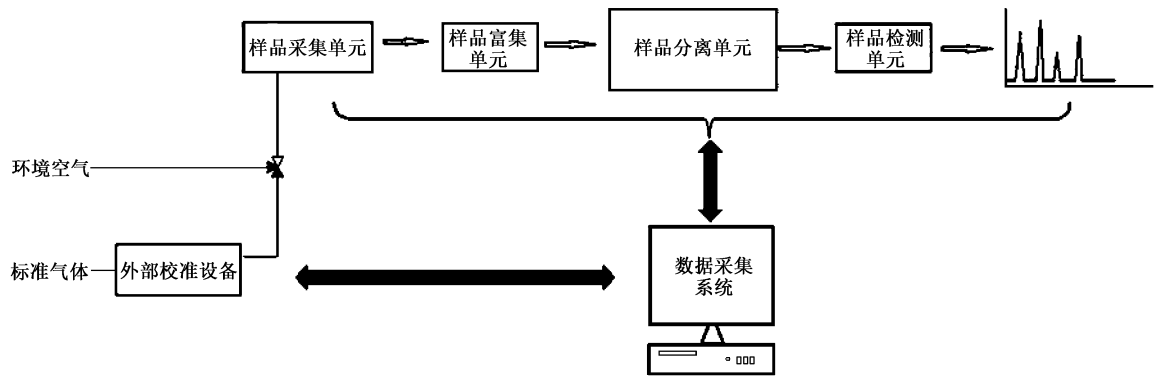 样品采集单元
样品富集
单元
样品分离单元
样品检测
单元
环境空气
标准气体
外部校准设备
数据采集
系统